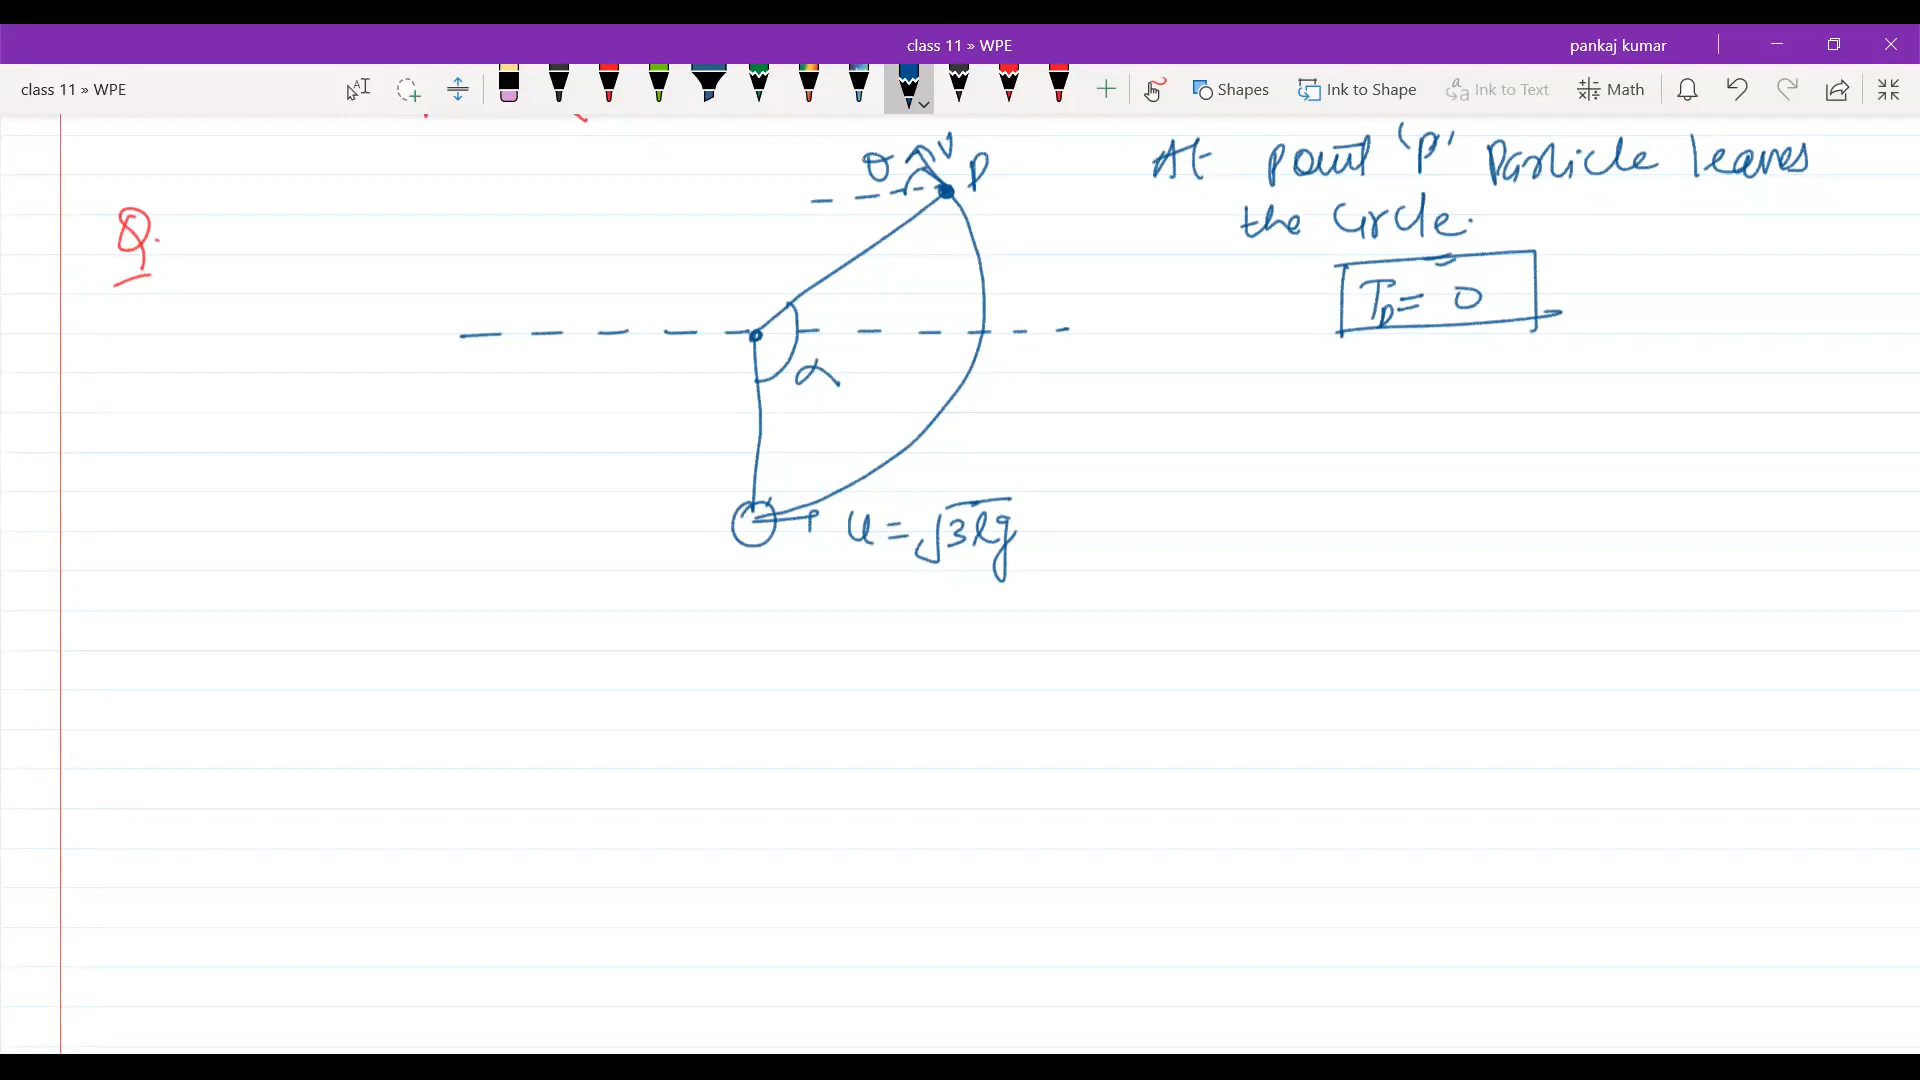 class 11 » WPE
pankaj kumar
class 11 » WPE
Shapes
Ink to Shape
Ink to Text
Math
Q.
θ
V
P
At point 'P' Particle leaves
the Circle.
T_P = 0
α
u = √3lg